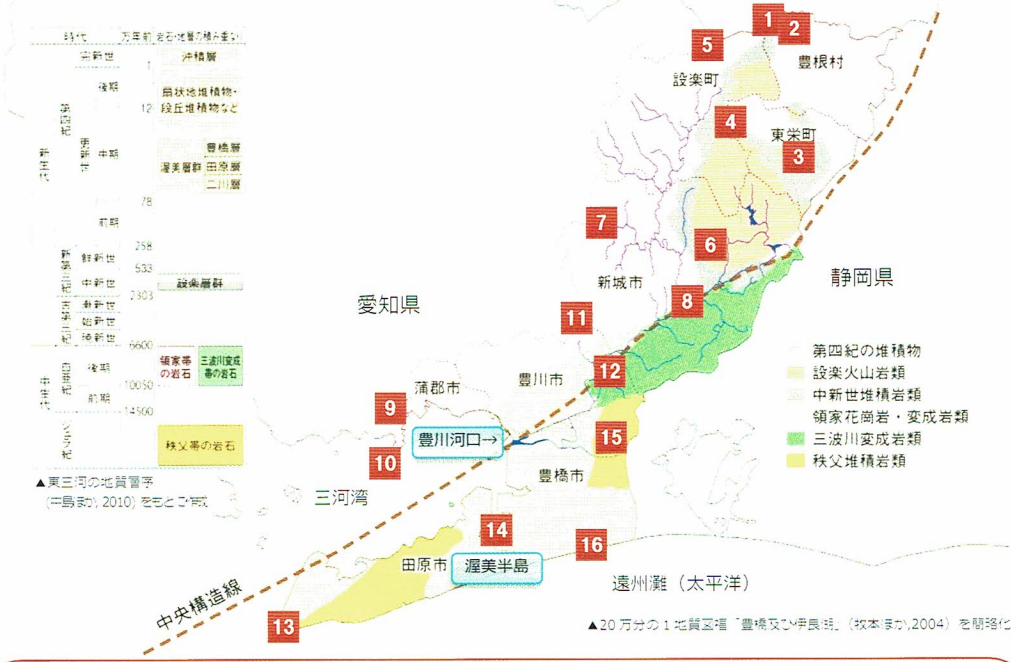 時代 万年前 岩石・地層の積み重なり
完新世 沖積層
1
後期 扇状地堆積物・
段丘堆積物など
12
第四紀
更新世
新生代
中期
渥美層群
豊橋層
田原層
二川層
78
前期
258
新第三紀
鮮新世
533
中新世 設楽層群
2303
古第三紀
漸新世
始新世
暁新世
6600
中生代
白亜紀
後期
領家帯
の岩石
三波川変成
帯の岩石
10050
前期
14500
ジュラ紀
秩父帯の岩石
▲東三河の地質層序
(中島ほか,2010)をもとに作成
1
2
5
豊根村
設楽町
4
東栄町
3
7
6
新城市
静岡県
愛知県
8
11
12
豊川市
蒲郡市
9
豊川河口→
15
10
豊橋市
三河湾
14
16
田原市
渥美半島
遠州灘(太平洋)
中央構造線
13
第四紀の堆積物
設楽火山岩類
中新世堆積岩類
領家花崗岩・変成岩類
三波川変成岩類
秩父堆積岩類
▲20万分の1地質図幅「豊橋及び伊良湖」(牧本ほか,2004)を簡略化